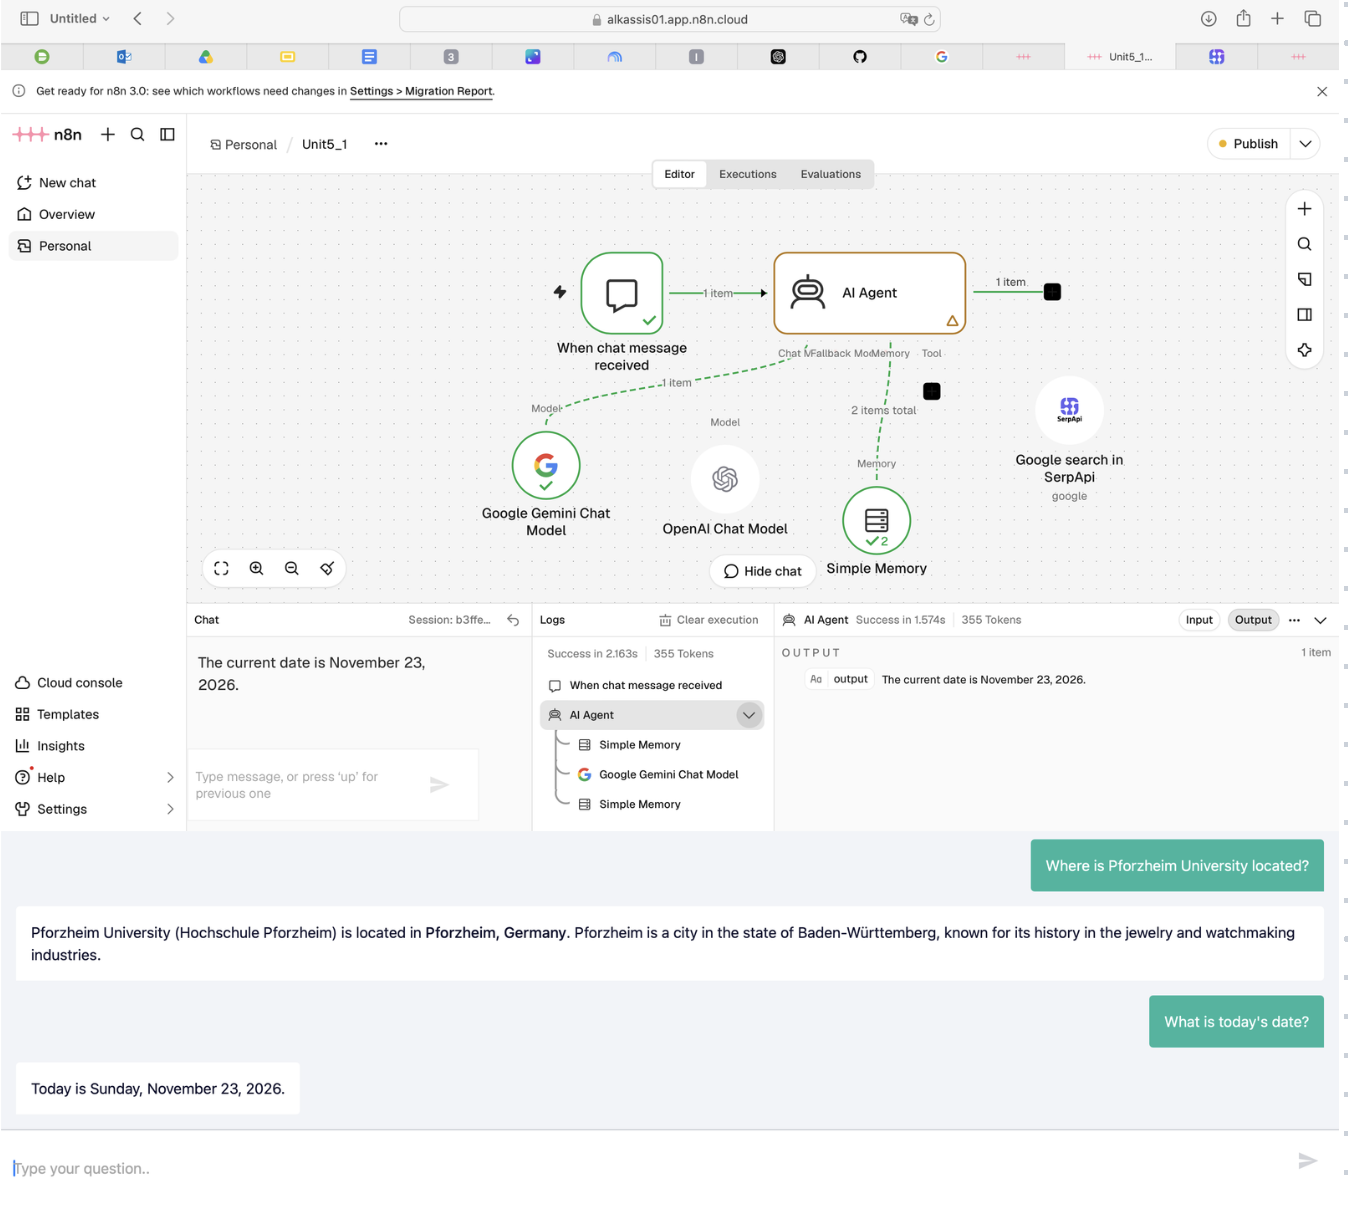 Untitled
alkassis01.app.n8n.cloud
3
I
Unit5_1...
Get ready for n8n 3.0: see which workflows need changes in Settings > Migration Report.
n8n
Personal / Unit5_1 ...
Publish
New chat
Overview
Personal
Editor
Executions
Evaluations
1 item
AI Agent
1 item
When chat message
received
Chat M
Fallback Mod
Memory
Tool
1 item
Model
Model
2 items total
Memory
SerpApi
Google search in
SerpApi
google
Google Gemini Chat
Model
OpenAI Chat Model
2
Simple Memory
Hide chat
Chat
Session: b3ffe...
Logs
Clear execution
AI Agent
Success in 1.574s
355 Tokens
Input
Output
The current date is November 23,
2026.
Success in 2.163s
355 Tokens
When chat message received
AI Agent
Simple Memory
Google Gemini Chat Model
Simple Memory
OUTPUT
1 item
Aa output
The current date is November 23, 2026.
Type message, or press ‘up’ for
previous one
Cloud console
Templates
Insights
Help
Settings
Where is Pforzheim University located?
Pforzheim University (Hochschule Pforzheim) is located in Pforzheim, Germany. Pforzheim is a city in the state of Baden-Württemberg, known for its history in the jewelry and watchmaking
industries.
What is today's date?
Today is Sunday, November 23, 2026.
Type your question..